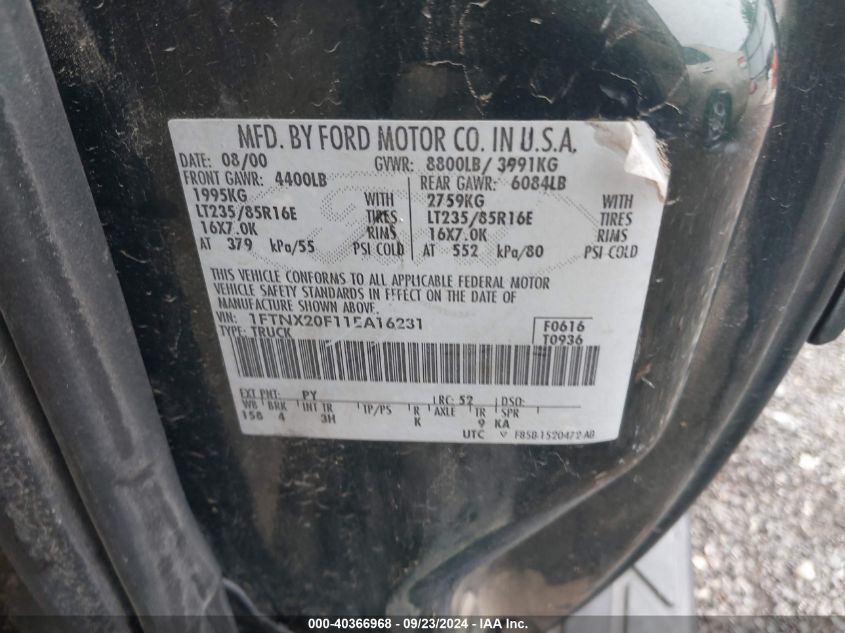 MFD. BY FORD MOTOR CO. IN U.S.A.
DATE: 08/00 GVWR: 8800LB/ 3991KG
FRONT GAWR: 4400LB REAR GAWR: 6084LB
1995KG WITH 2759KG WITH
LT235/85R16E TIRES LT235/85R16E TIRES
16X7.0K RIMS 16X7.0K RIMS
AT 379 kPa/55 PSI COLD AT 552 kPa/80 PSI COLD
THIS VEHICLE CONFORMS TO ALL APPLICABLE FEDERAL MOTOR
VEHICLE SAFETY STANDARDS IN EFFECT ON THE DATE OF
MANUFACTURE SHOWN ABOVE.
VIN: 1FTNX20F11EA16231 F0616
TYPE: TRUCK T0936
EXT PNT: PY RC: 52 DSO:
WB BRK INT TR TP/PS R AXLE TR SPR
158 4 3H K 9 KA
UTC F85B-1520472-AB
000-40366968 - 09/23/2024 - IAA Inc.